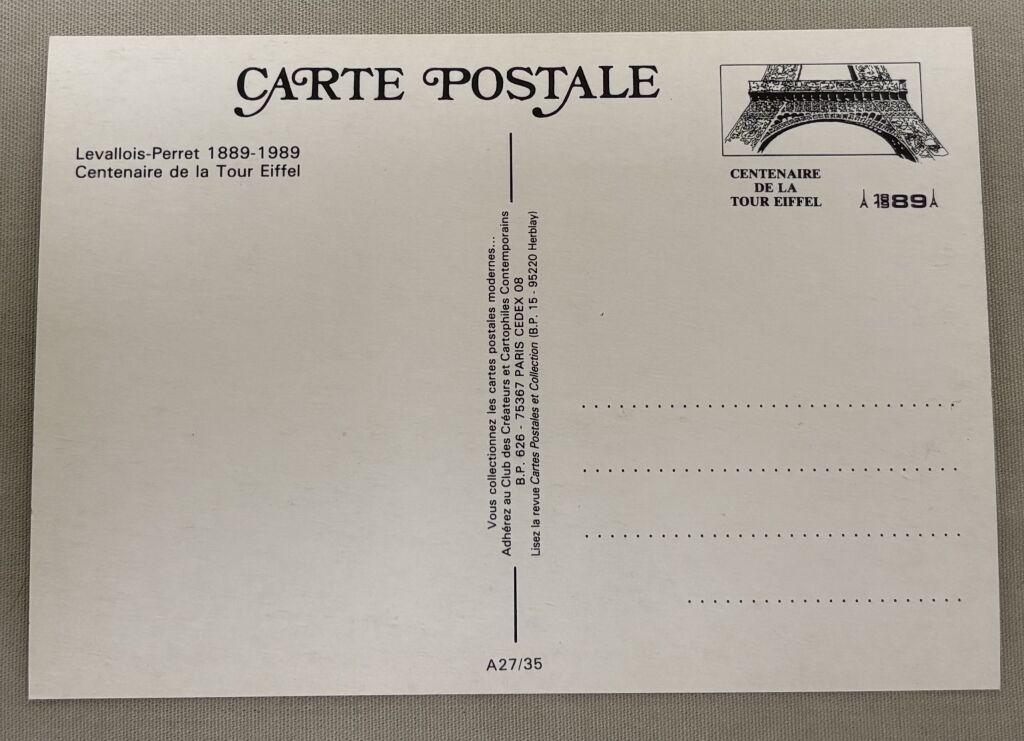 CARTE POSTALE
Levallois-Perret 1889-1989
Centenaire de la Tour Eiffel
CENTENAIRE
DE LA
TOUR EIFFEL
1889
Vous collectionnez les cartes postales modernes...
Adhérez au Club des Créateurs et Cartophiles Contemporains
B.P. 626 - 75367 PARIS CEDEX 08
Lisez la revue Cartes Postales et Collection (B.P. 15 - 95220 Herblay)
A27/35